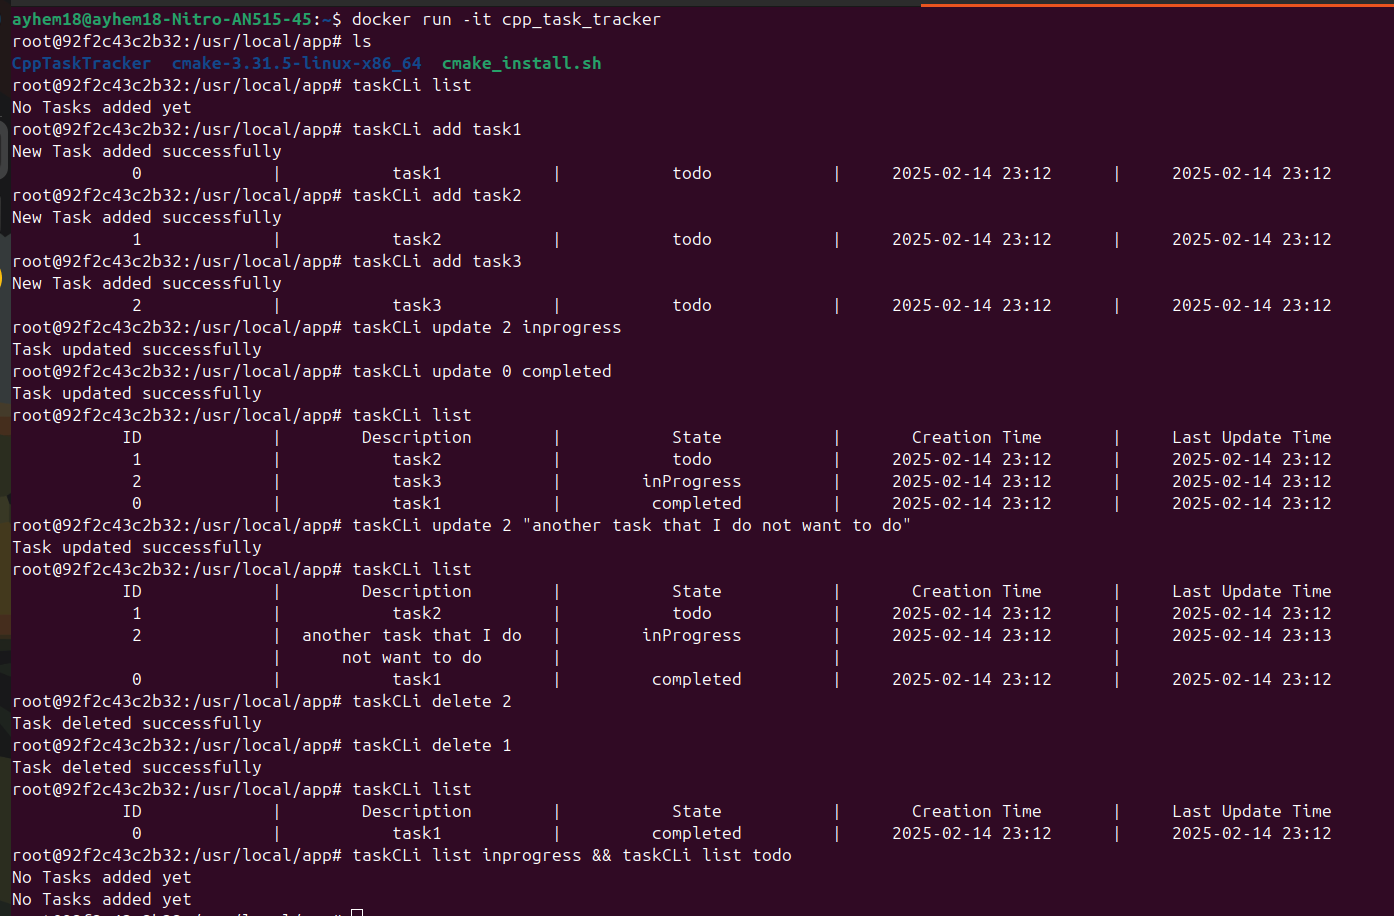 ayhem18@ayhem18-Nitro-AN515-45:~$ docker run -it cpp_task_tracker
root@92f2c43c2b32:/usr/local/app# ls
CppTaskTracker  cmake-3.31.5-linux-x86_64  cmake_install.sh
root@92f2c43c2b32:/usr/local/app# taskCLi list
No Tasks added yet
root@92f2c43c2b32:/usr/local/app# taskCLi add task1
New Task added successfully
0 | task1 | todo | 2025-02-14 23:12 | 2025-02-14 23:12
root@92f2c43c2b32:/usr/local/app# taskCLi add task2
New Task added successfully
1 | task2 | todo | 2025-02-14 23:12 | 2025-02-14 23:12
root@92f2c43c2b32:/usr/local/app# taskCLi add task3
New Task added successfully
2 | task3 | todo | 2025-02-14 23:12 | 2025-02-14 23:12
root@92f2c43c2b32:/usr/local/app# taskCLi update 2 inprogress
Task updated successfully
root@92f2c43c2b32:/usr/local/app# taskCLi update 0 completed
Task updated successfully
root@92f2c43c2b32:/usr/local/app# taskCLi list
ID | Description | State | Creation Time | Last Update Time
1 | task2 | todo | 2025-02-14 23:12 | 2025-02-14 23:12
2 | task3 | inProgress | 2025-02-14 23:12 | 2025-02-14 23:12
0 | task1 | completed | 2025-02-14 23:12 | 2025-02-14 23:12
root@92f2c43c2b32:/usr/local/app# taskCLi update 2 "another task that I do not want to do"
Task updated successfully
root@92f2c43c2b32:/usr/local/app# taskCLi list
ID | Description | State | Creation Time | Last Update Time
1 | task2 | todo | 2025-02-14 23:12 | 2025-02-14 23:12
2 | another task that I do | inProgress | 2025-02-14 23:12 | 2025-02-14 23:13
| not want to do | | |
0 | task1 | completed | 2025-02-14 23:12 | 2025-02-14 23:12
root@92f2c43c2b32:/usr/local/app# taskCLi delete 2
Task deleted successfully
root@92f2c43c2b32:/usr/local/app# taskCLi delete 1
Task deleted successfully
root@92f2c43c2b32:/usr/local/app# taskCLi list
ID | Description | State | Creation Time | Last Update Time
0 | task1 | completed | 2025-02-14 23:12 | 2025-02-14 23:12
root@92f2c43c2b32:/usr/local/app# taskCLi list inprogress && taskCLi list todo
No Tasks added yet
No Tasks added yet